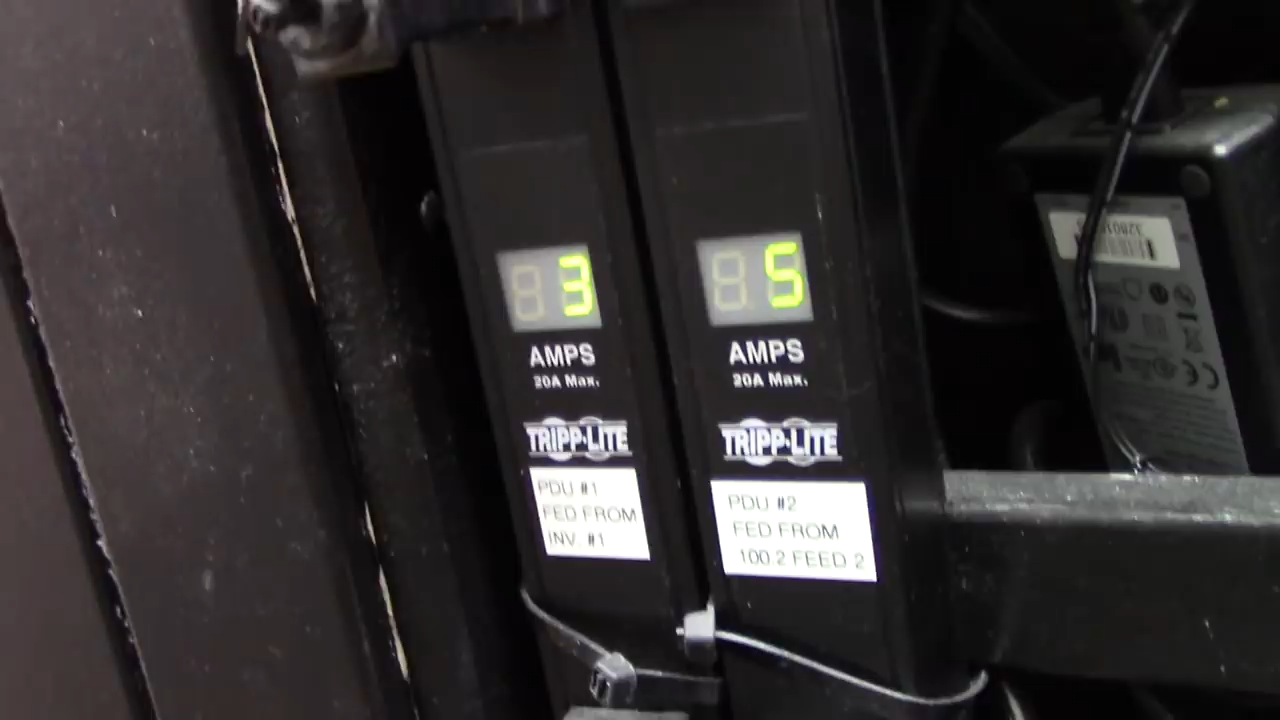 3
AMPS
20A Max.
TRIPP·LITE
PDU #1
FED FROM
INV. #1
5
AMPS
20A Max.
TRIPP·LITE
PDU #2
FED FROM
100.2 FEED 2